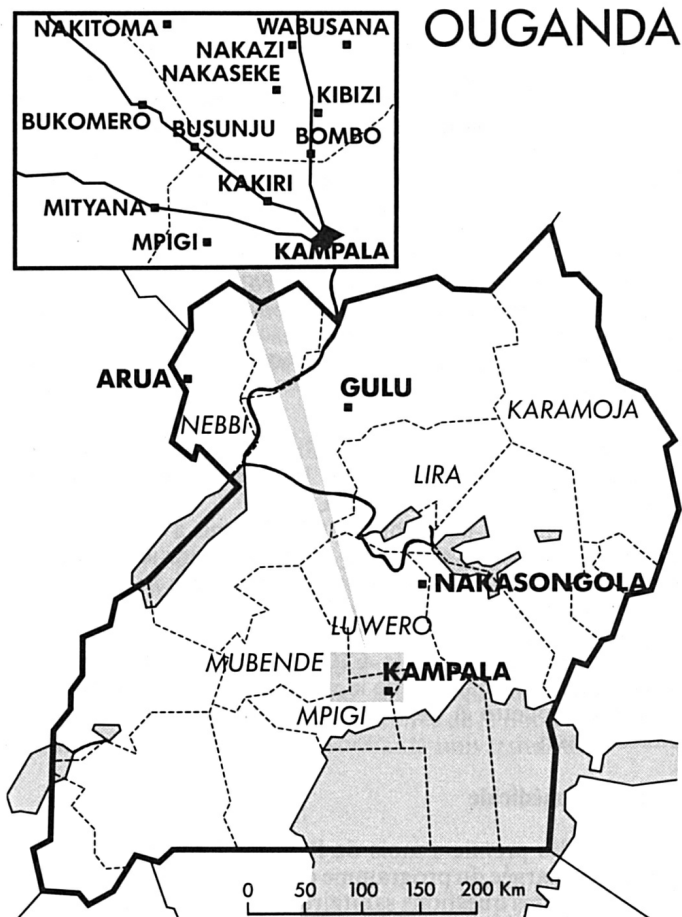 OUGANDA
NAKITOMA
WABUSANA
NAKAZI
NAKASEKE
KIBIZI
BUKOMERO
BUSUNJU
BOMBO
KAKIRI
MITYANA
MPIGI
KAMPALA
ARUA
GULU
NEBBI
KARAMOJA
LIRA
NAKASONGOLA
LUWERO
MUBENDE
KAMPALA
MPIGI
0 50 100 150 200 Km